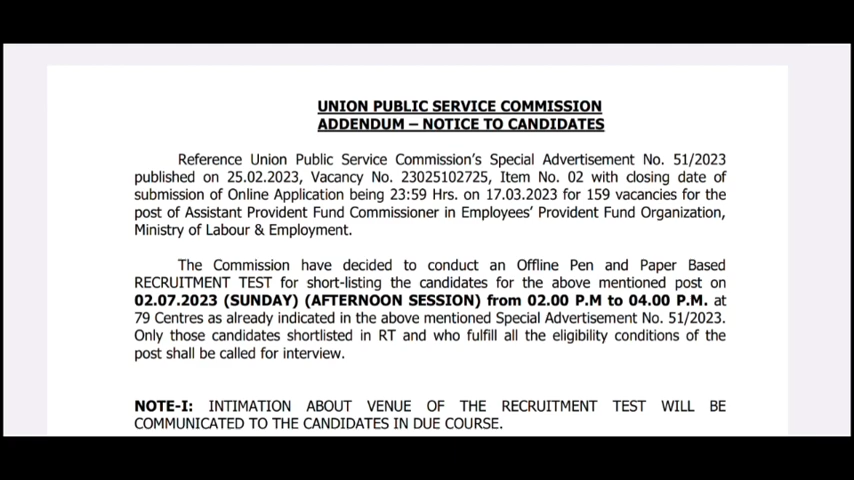 UNION PUBLIC SERVICE COMMISSION
ADDENDUM – NOTICE TO CANDIDATES
Reference Union Public Service Commission's Special Advertisement No. 51/2023
published on 25.02.2023, Vacancy No. 23025102725, Item No. 02 with closing date of
submission of Online Application being 23:59 Hrs. on 17.03.2023 for 159 vacancies for the
post of Assistant Provident Fund Commissioner in Employees' Provident Fund Organization,
Ministry of Labour & Employment.
The Commission have decided to conduct an Offline Pen and Paper Based
RECRUITMENT TEST for short-listing the candidates for the above mentioned post on
02.07.2023 (SUNDAY) (AFTERNOON SESSION) from 02.00 P.M to 04.00 P.M. at
79 Centres as already indicated in the above mentioned Special Advertisement No. 51/2023.
Only those candidates shortlisted in RT and who fulfill all the eligibility conditions of the
post shall be called for interview.
NOTE-I: INTIMATION ABOUT VENUE OF THE RECRUITMENT TEST WILL BE
COMMUNICATED TO THE CANDIDATES IN DUE COURSE.